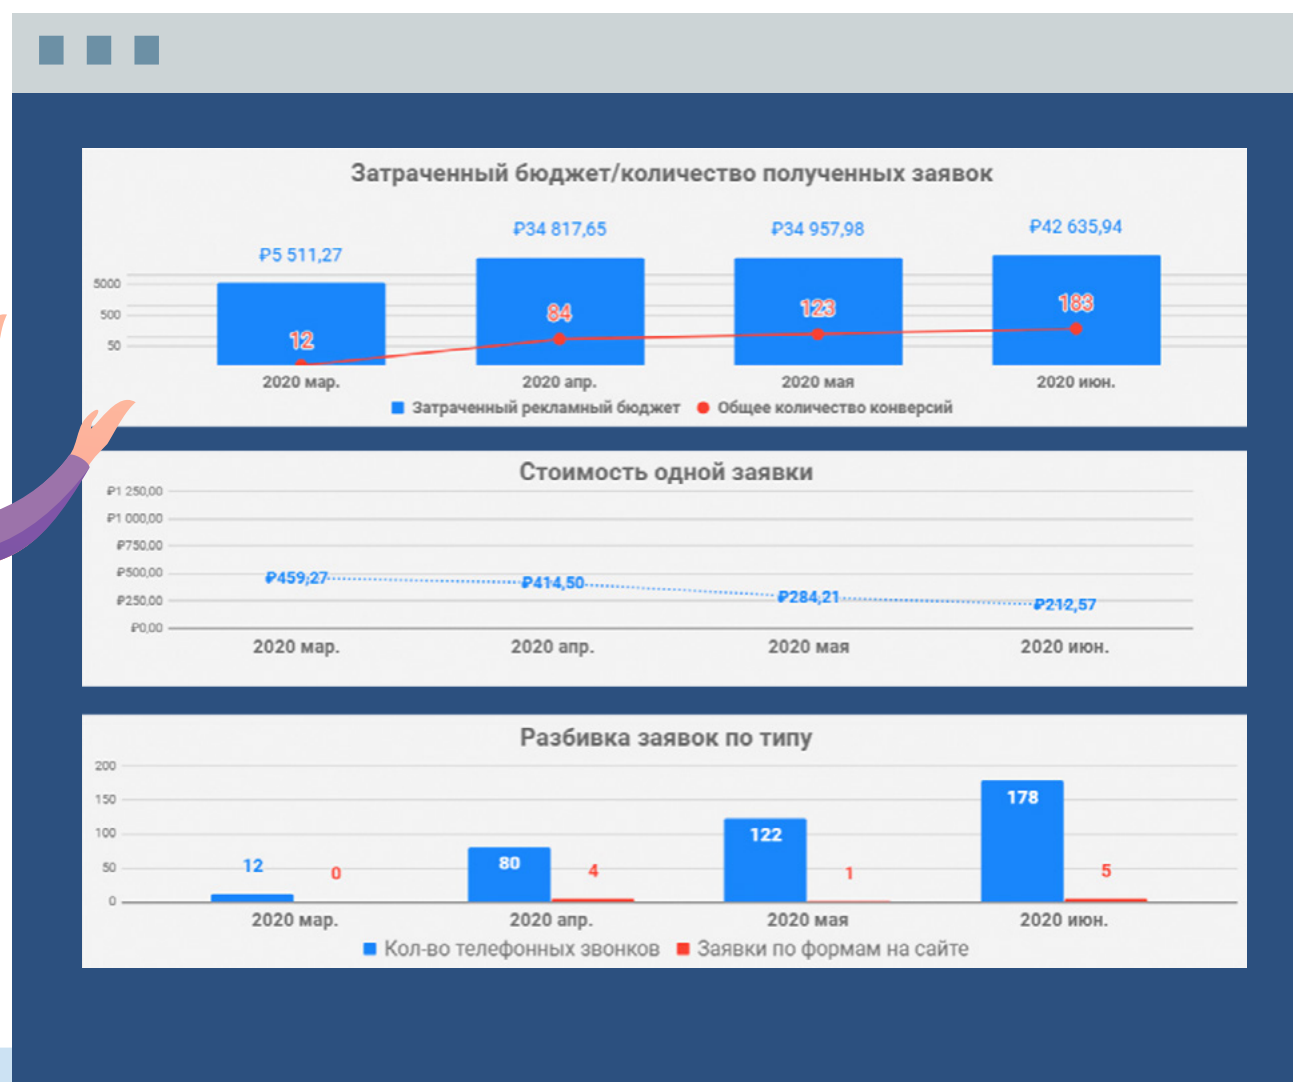 Затраченный бюджет/количество полученных заявок
₽5 511,27
₽34 817,65
₽34 957,98
₽42 635,94
5000
500
50
12
84
123
183
2020 мар.
2020 апр.
2020 мая
2020 июн.
Затраченный рекламный бюджет
Общее количество конверсий
Стоимость одной заявки
₽1 250,00
₽1 000,00
₽750,00
₽500,00
₽250,00
₽0,00
₽459,27
₽414,50
₽284,21
₽212,57
2020 мар.
2020 апр.
2020 мая
2020 июн.
Разбивка заявок по типу
200
150
100
50
0
12
0
80
4
122
1
178
5
2020 мар.
2020 апр.
2020 мая
2020 июн.
Кол-во телефонных звонков
Заявки по формам на сайте